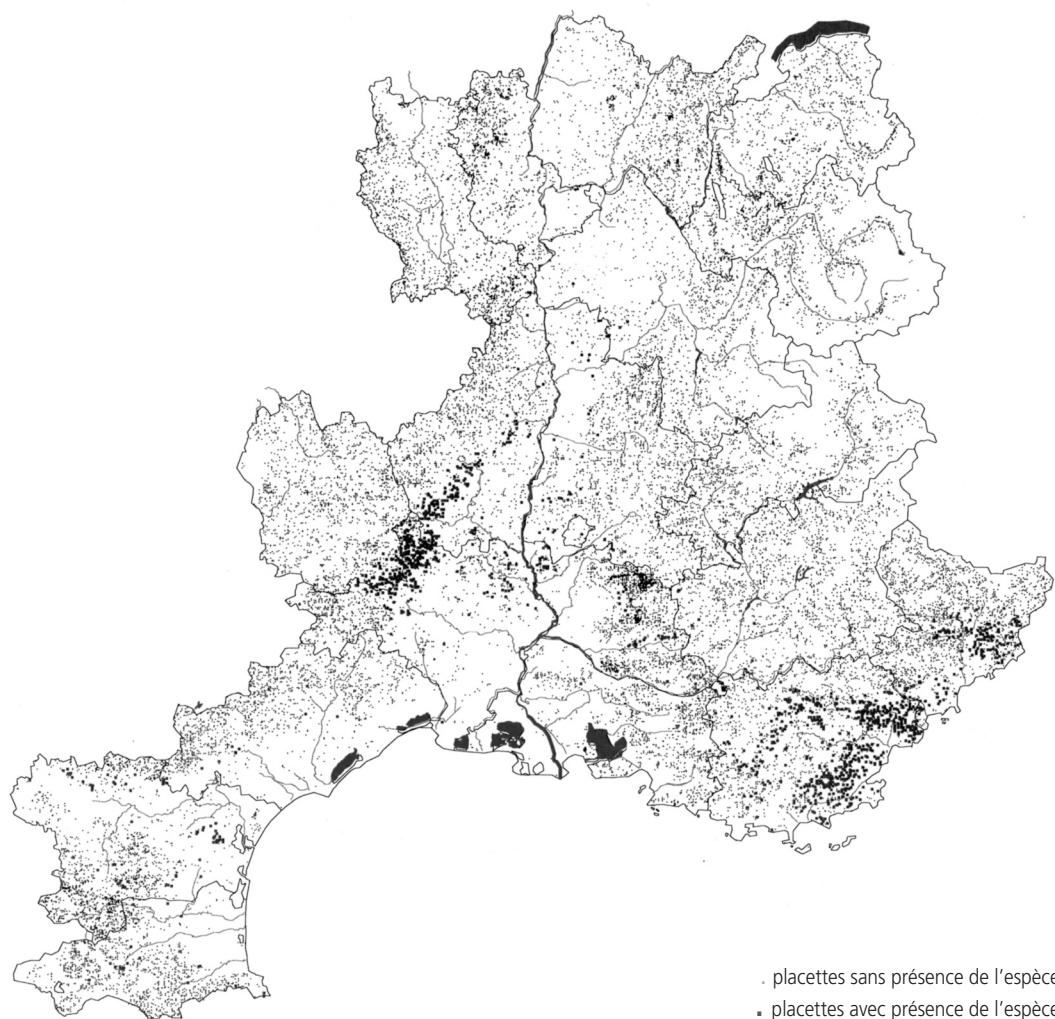 . placettes sans présence de l'espèce
▪ placettes avec présence de l'espèce